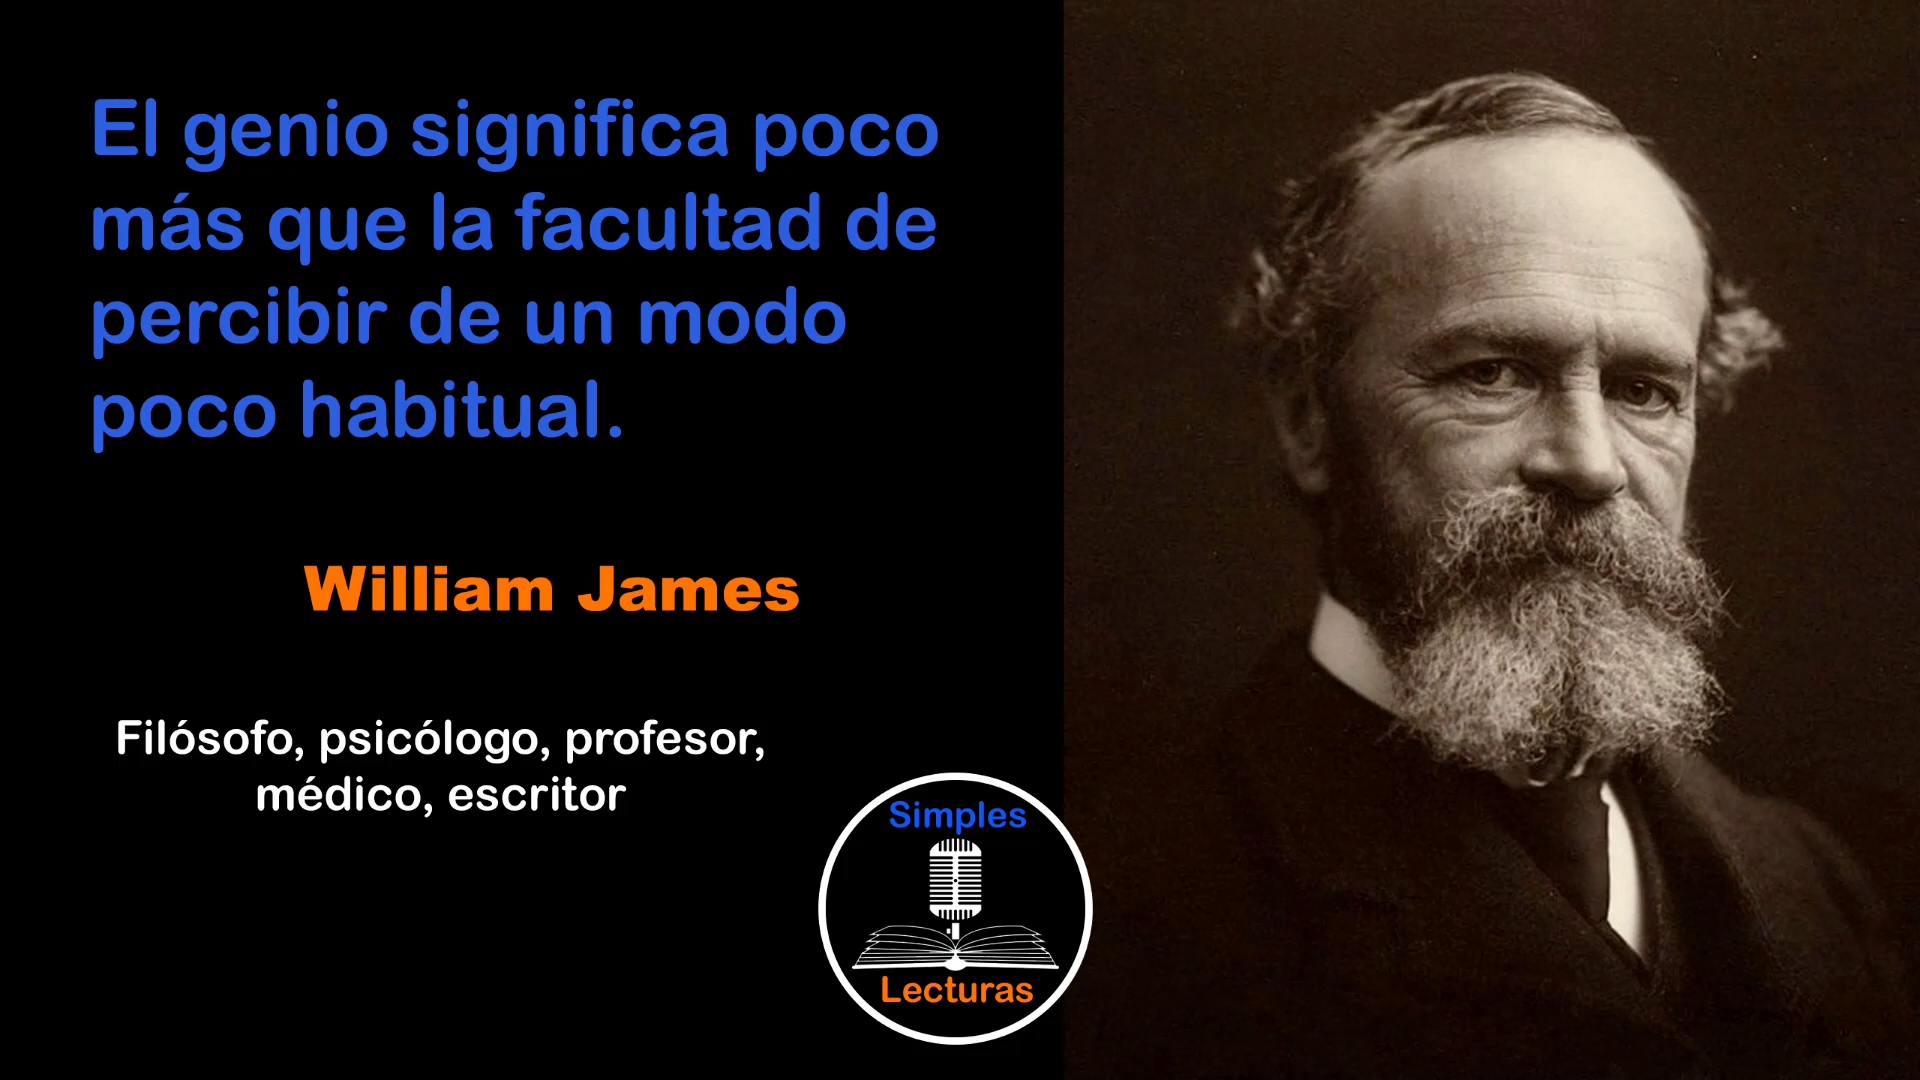 El genio significa poco
más que la facultad de
percibir de un modo
poco habitual.
William James
Filósofo, psicólogo, profesor,
médico, escritor
Simples
Lecturas